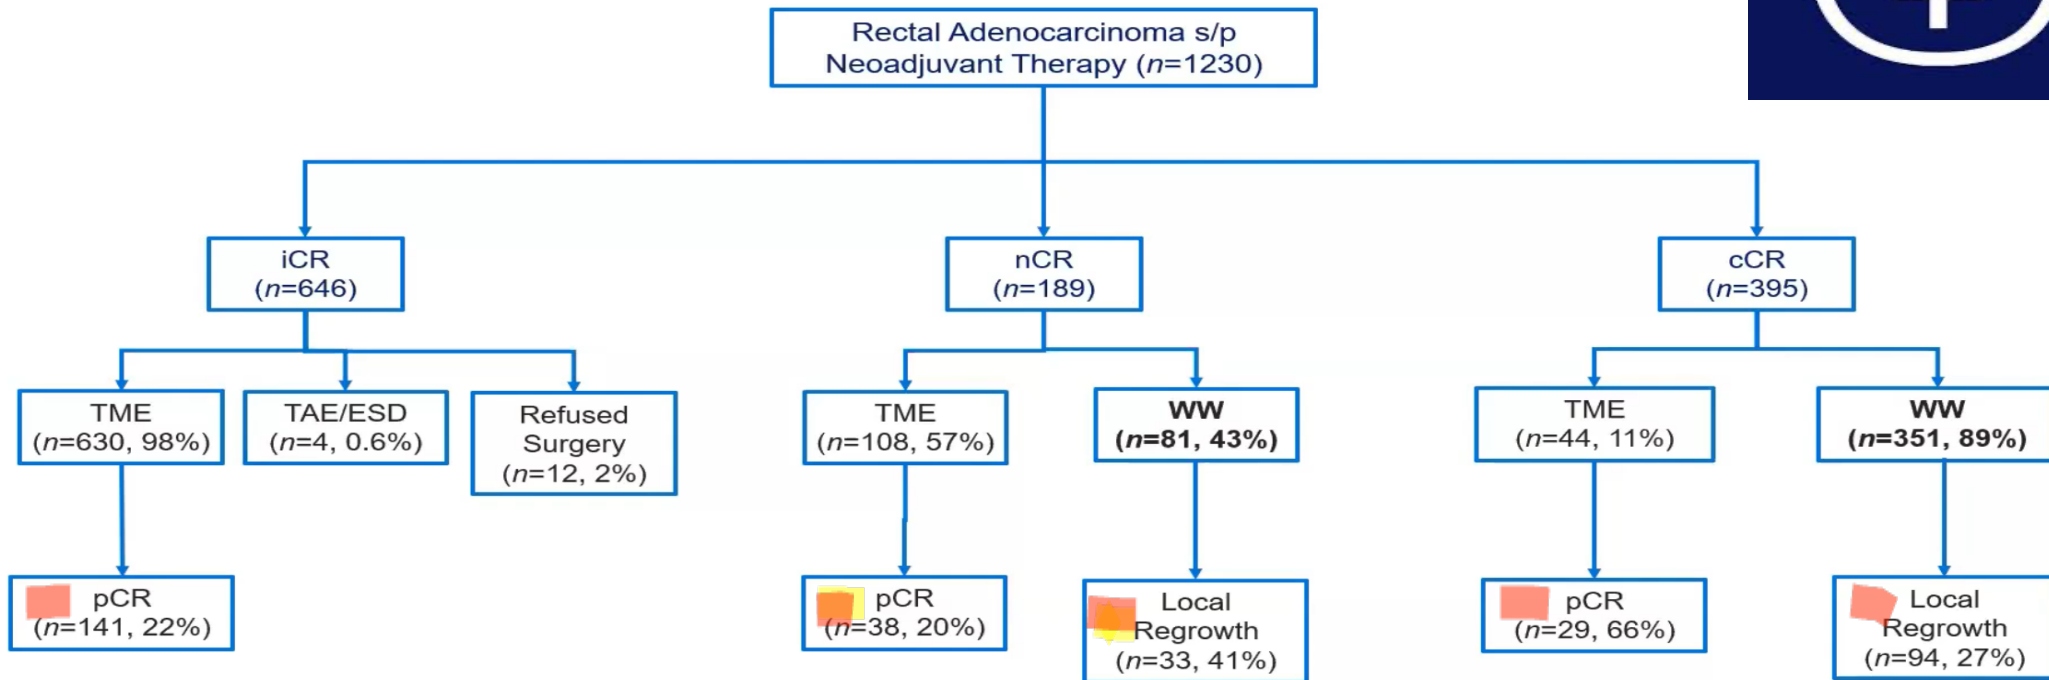 Rectal Adenocarcinoma s/p
Neoadjuvant Therapy (n=1230)
iCR
(n=646)
nCR
(n=189)
cCR
(n=395)
TME
(n=630, 98%)
TAE/ESD
(n=4, 0.6%)
Refused
Surgery
(n=12, 2%)
TME
(n=108, 57%)
WW
(n=81, 43%)
TME
(n=44, 11%)
WW
(n=351, 89%)
pCR
(n=141, 22%)
pCR
(n=38, 20%)
Local
Regrowth
(n=33, 41%)
pCR
(n=29, 66%)
Local
Regrowth
(n=94, 27%)